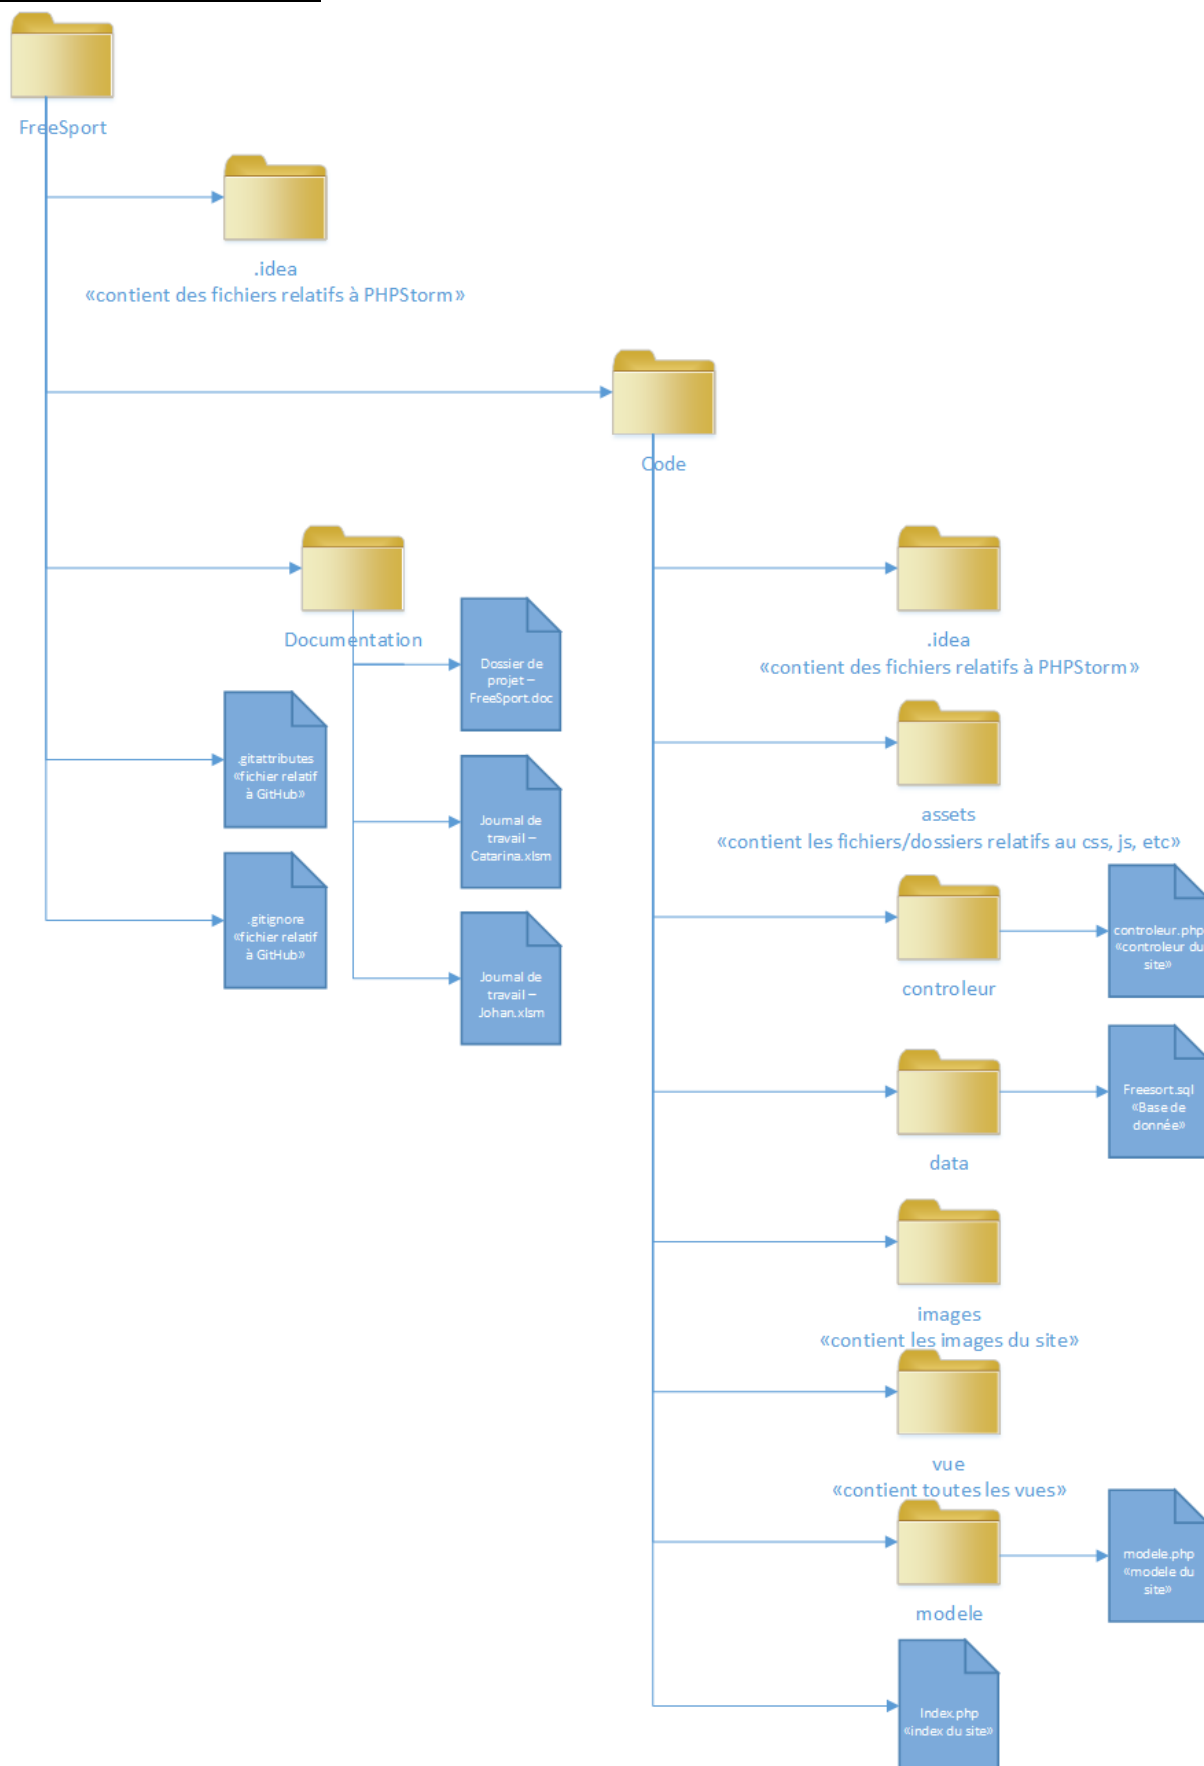 FreeSport
.idea
«contient des fichiers relatifs à PHPStorm»
Code
Documentation
Dossier de
projet –
FreeSport.doc
.gitattributes
«fichier relatif
à GitHub»
Journal de
travail –
Catarina.xlsm
.gitignore
«fichier relatif
à GitHub»
Journal de
travail –
Johan.xlsm
.idea
«contient des fichiers relatifs à PHPStorm»
assets
«contient les fichiers/dossiers relatifs au css, js, etc»
controleur
controleur.php
«controleur du
site»
data
Freesort.sql
«Base de
donnée»
images
«contient les images du site»
vue
«contient toutes les vues»
modele
modele.php
«modele du
site»
Index.php
«index du site»